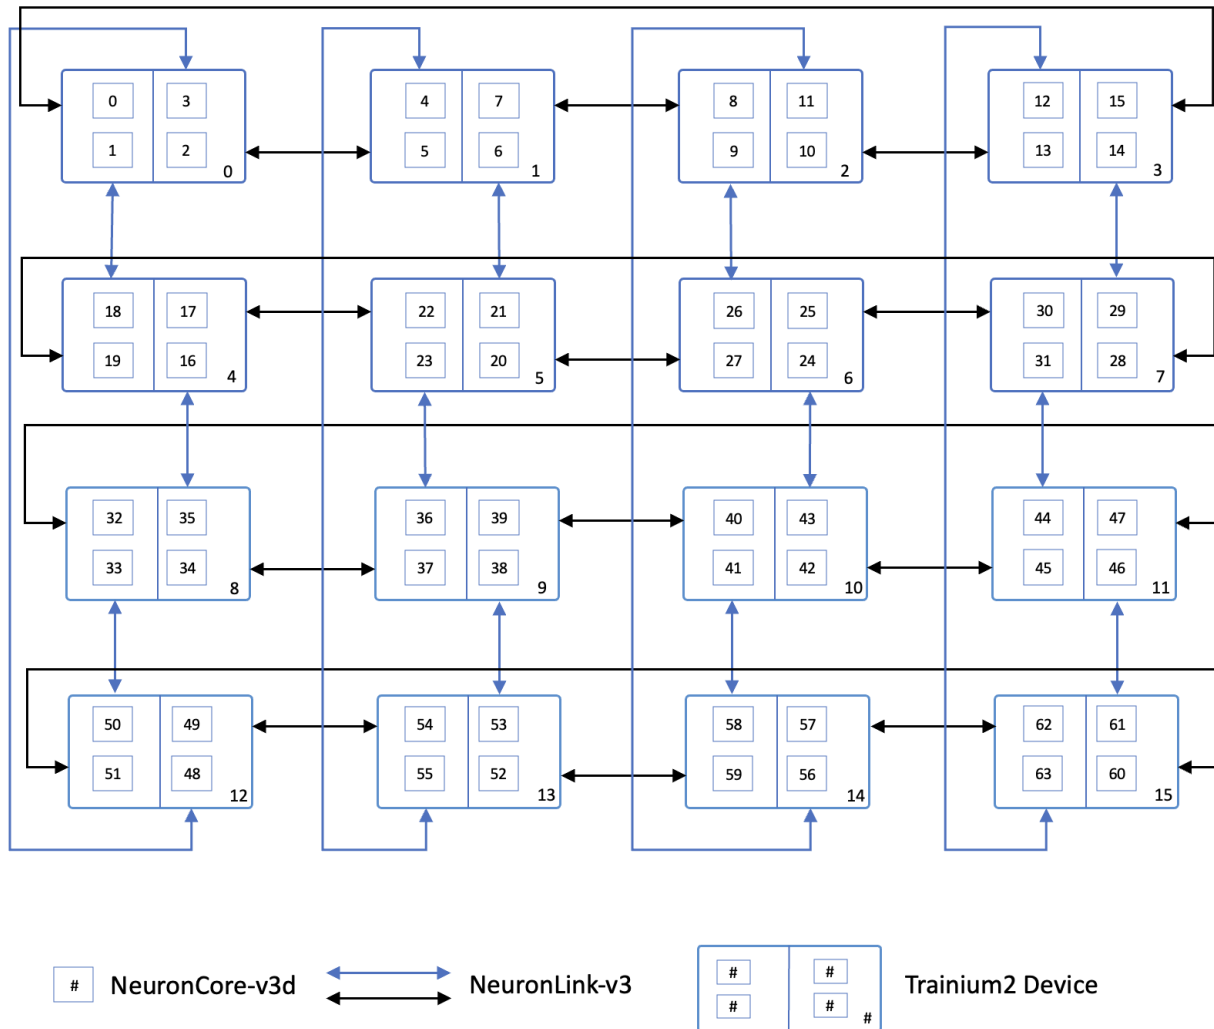 0 3 4 7 8 11 12 15
1 2 5 6 9 10 13 14
0 1 2 3
18 17 22 21 26 25 30 29
19 16 23 20 27 24 31 28
4 5 6 7
32 35 36 39 40 43 44 47
33 34 37 38 41 42 45 46
8 9 10 11
50 49 54 53 58 57 62 61
51 48 55 52 59 56 63 60
12 13 14 15
# NeuronCore-v3d
NeuronLink-v3
# #
# #
#
Trainium2 Device